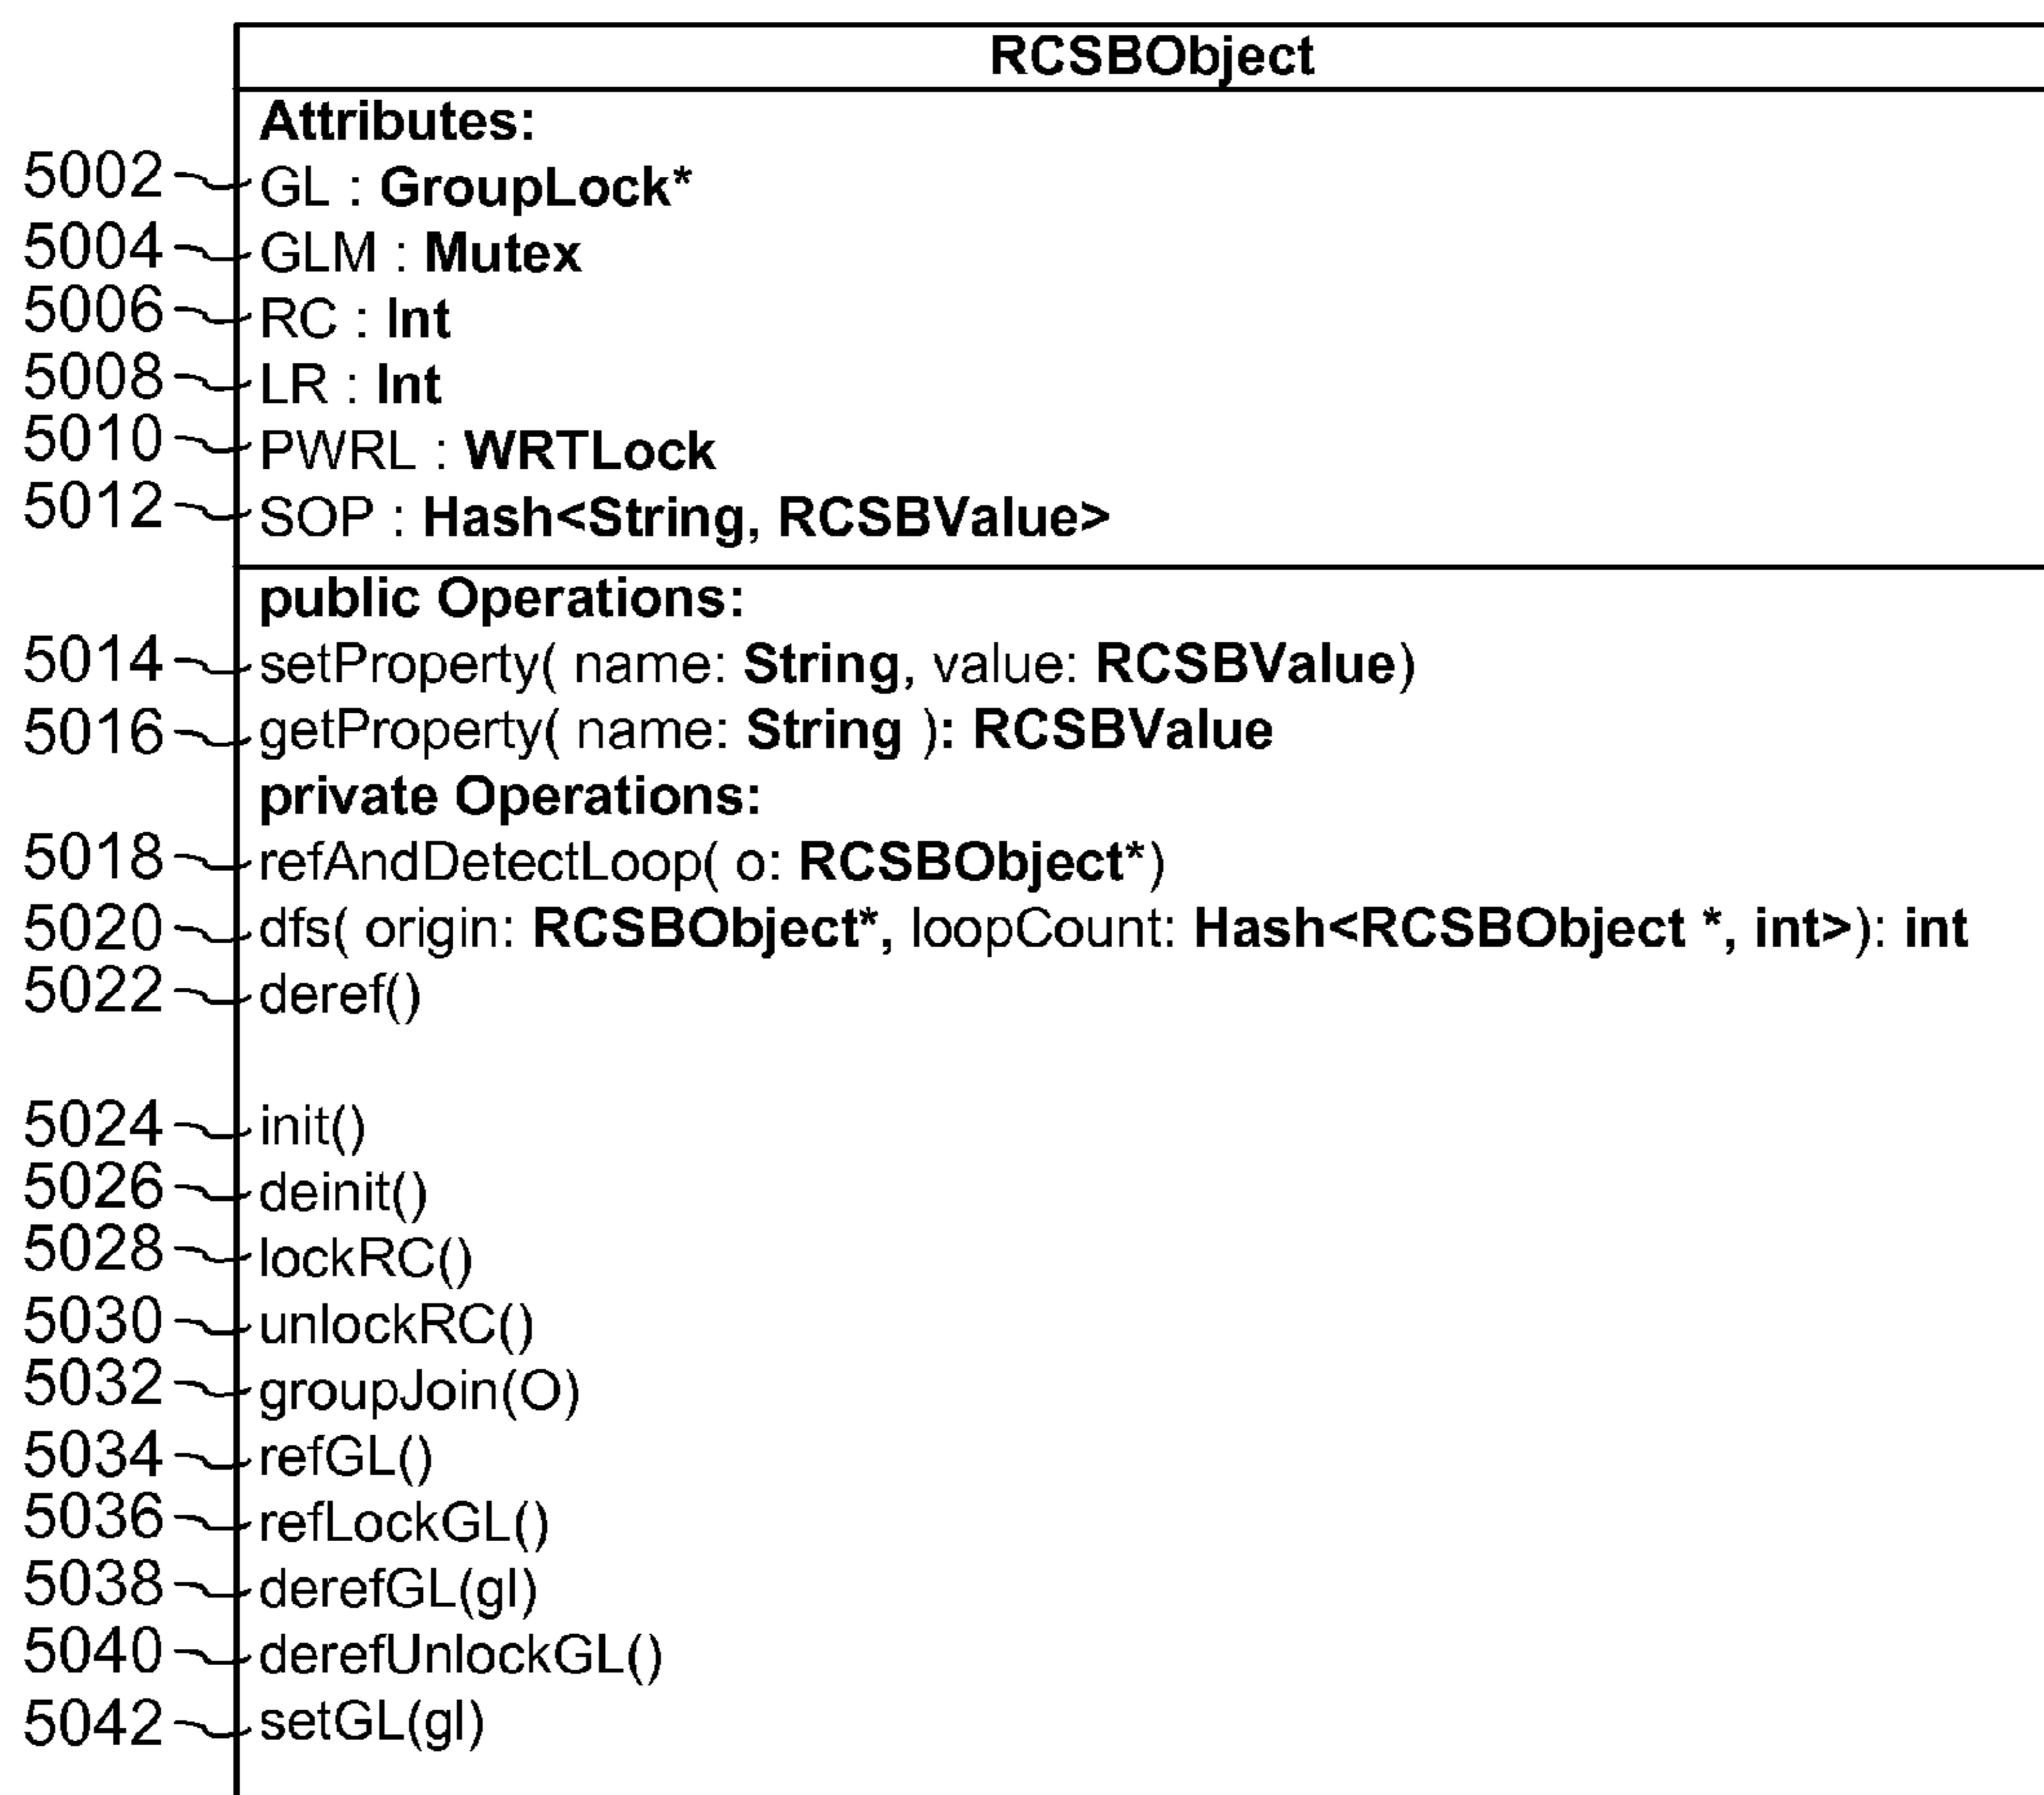 RCSBObject
Attributes:
5002 GL : GroupLock*
5004 GLM : Mutex
5006 RC : Int
5008 LR : Int
5010 PWRL : WRTLock
5012 SOP : Hash<String, RCSBValue>
public Operations:
5014 setProperty( name: String, value: RCSBValue)
5016 getProperty( name: String ): RCSBValue
private Operations:
5018 refAndDetectLoop( o: RCSBObject*)
5020 dfs( origin: RCSBObject*, loopCount: Hash<RCSBObject *, int>): int
5022 deref()
5024 init()
5026 deinit()
5028 lockRC()
5030 unlockRC()
5032 groupJoin(O)
5034 refGL()
5036 refLockGL()
5038 derefGL(gl)
5040 derefUnlockGL()
5042 setGL(gl)